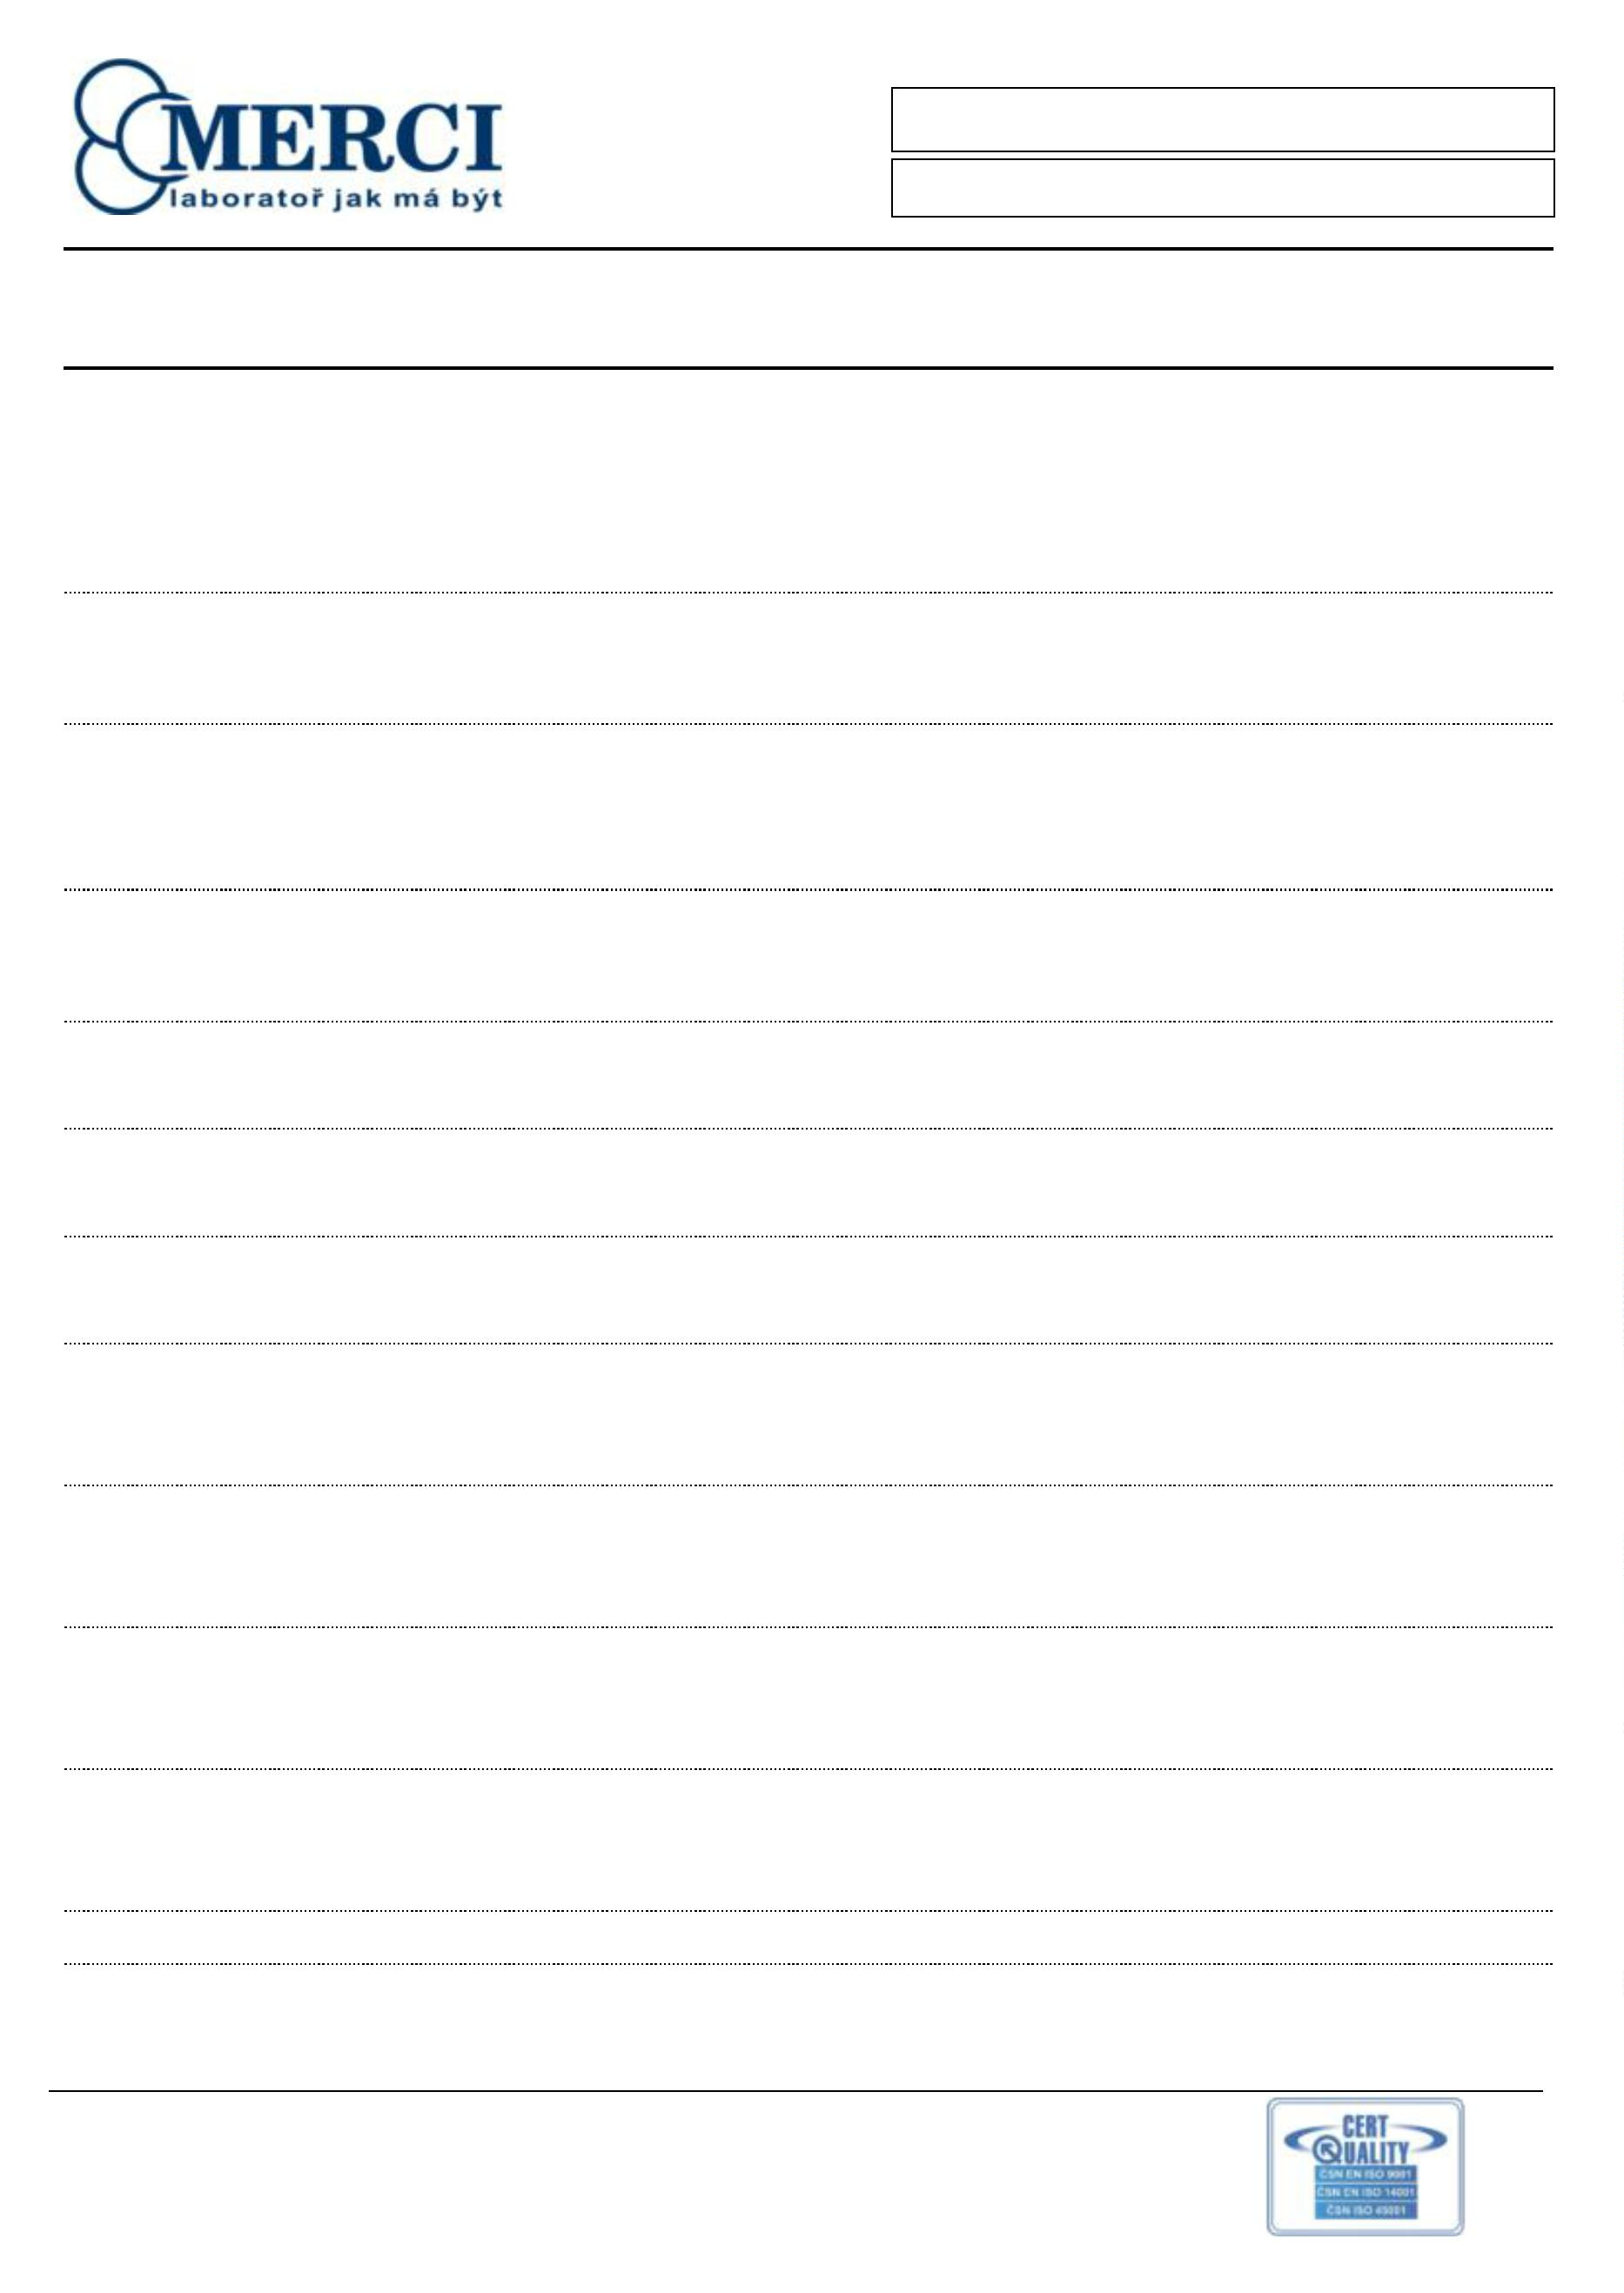 MERCI
laboratoř jak má být
CERT
QUALITY
ČSN EN ISO 9001
ČSN EN ISO 14001
ČSN ISO 45001